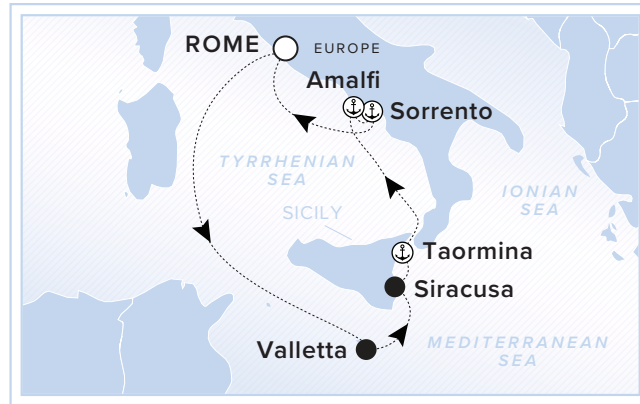 ROME
EUROPE
Amalfi
Sorrento
TYRRHENIAN
SEA
IONIAN
SEA
SICILY
Taormina
Siracusa
Valletta
MEDITERRANEAN
SEA